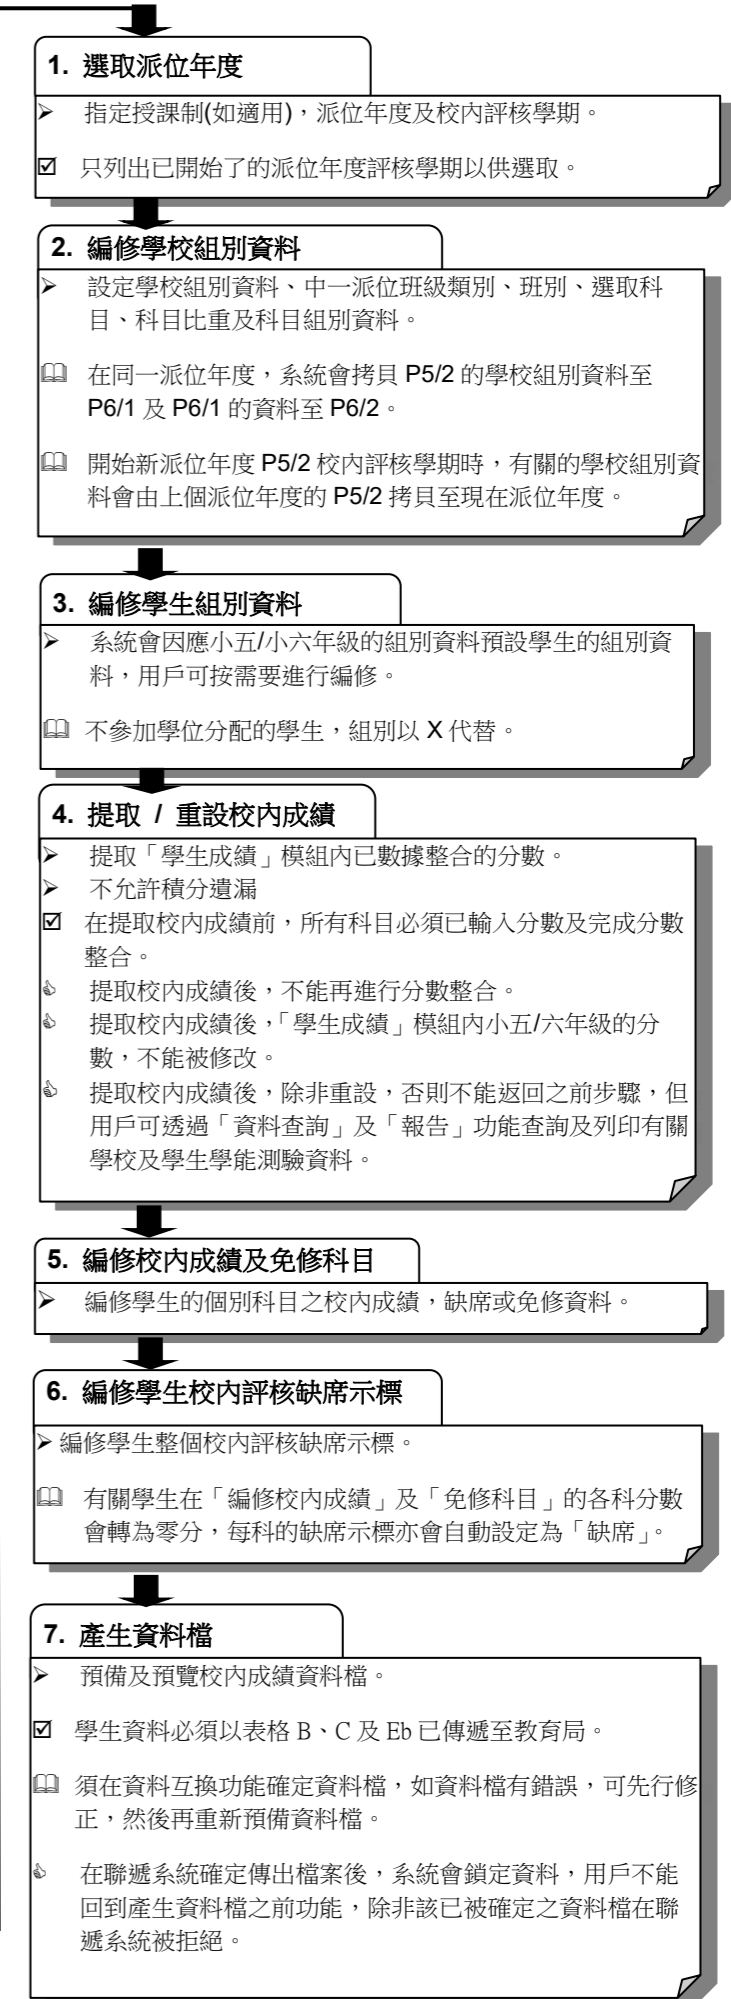 1. 選取派位年度
➢ 指定授課制(如適用)，派位年度及校內評核學期。
☑ 只列出已開始了的派位年度評核學期以供選取。
2. 編修學校組別資料
➢ 設定學校組別資料、中一派位班級類別、班別、選取科
目、科目比重及科目組別資料。
🕮 在同一派位年度，系統會拷貝 P5/2 的學校組別資料至
P6/1 及 P6/1 的資料至 P6/2。
🕮 開始新派位年度 P5/2 校內評核學期時，有關的學校組別資
料會由上個派位年度的 P5/2 拷貝至現在派位年度。
3. 編修學生組別資料
➢ 系統會因應小五/小六年級的組別資料預設學生的組別資
料，用戶可按需要進行編修。
🕮 不參加學位分配的學生，組別以 X 代替。
4. 提取 / 重設校內成績
➢ 提取「學生成績」模組內已數據整合的分數。
➢ 不允許積分遺漏
☑ 在提取校內成績前，所有科目必須已輸入分數及完成分數
整合。
👍 提取校內成績後，不能再進行分數整合。
👍 提取校內成績後，「學生成績」模組內小五/六年級的分
數，不能被修改。
👍 提取校內成績後，除非重設，否則不能返回之前步驟，但
用戶可透過「資料查詢」及「報告」功能查詢及列印有關
學校及學生學能測驗資料。
5. 編修校內成績及免修科目
➢ 編修學生的個別科目之校內成績，缺席或免修資料。
6. 編修學生校內評核缺席示標
➢ 編修學生整個校內評核缺席示標。
🕮 有關學生在「編修校內成績」及「免修科目」的各科分數
會轉為零分，每科的缺席示標亦會自動設定為「缺席」。
7. 產生資料檔
➢ 預備及預覽校內成績資料檔。
☑ 學生資料必須以表格 B、C 及 Eb 已傳遞至教育局。
🕮 須在資料互換功能確定資料檔，如資料檔有錯誤，可先行修
正，然後再重新預備資料檔。
👍 在聯遞系統確定傳出檔案後，系統會鎖定資料，用戶不能
回到產生資料檔之前功能，除非該已被確定之資料檔在聯
遞系統被拒絕。